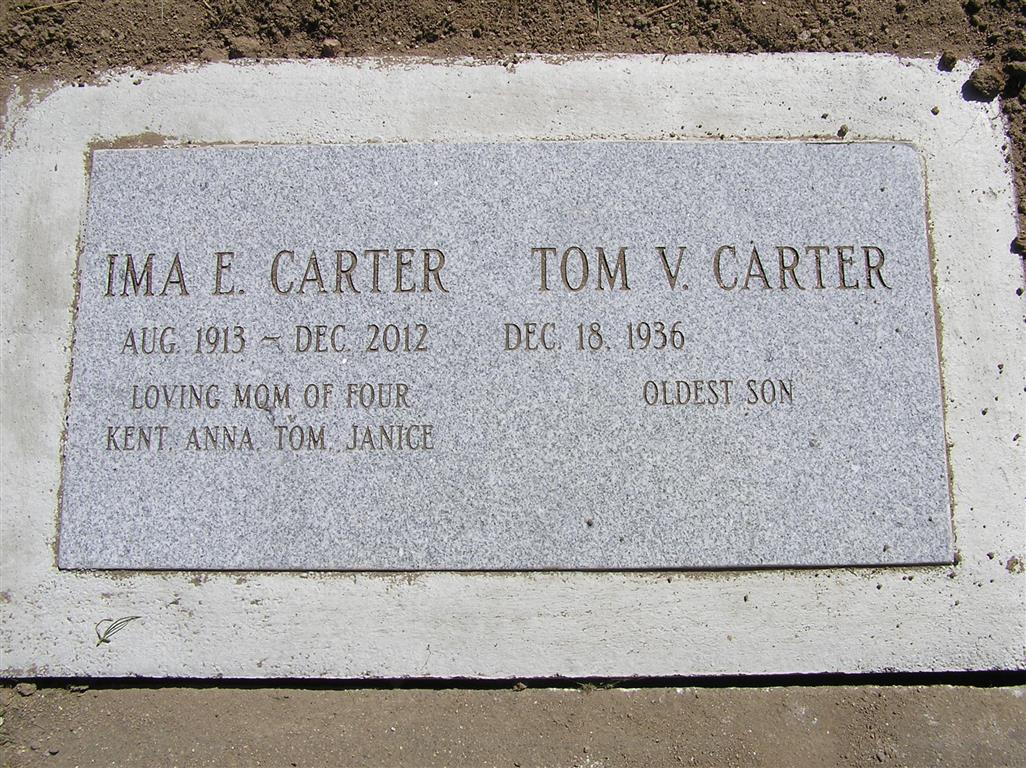 IMA E. CARTER
AUG. 1913 ~ DEC. 2012
LOVING MOM OF FOUR
KENT, ANNA, TOM, JANICE
TOM V. CARTER
DEC. 18, 1936
OLDEST SON